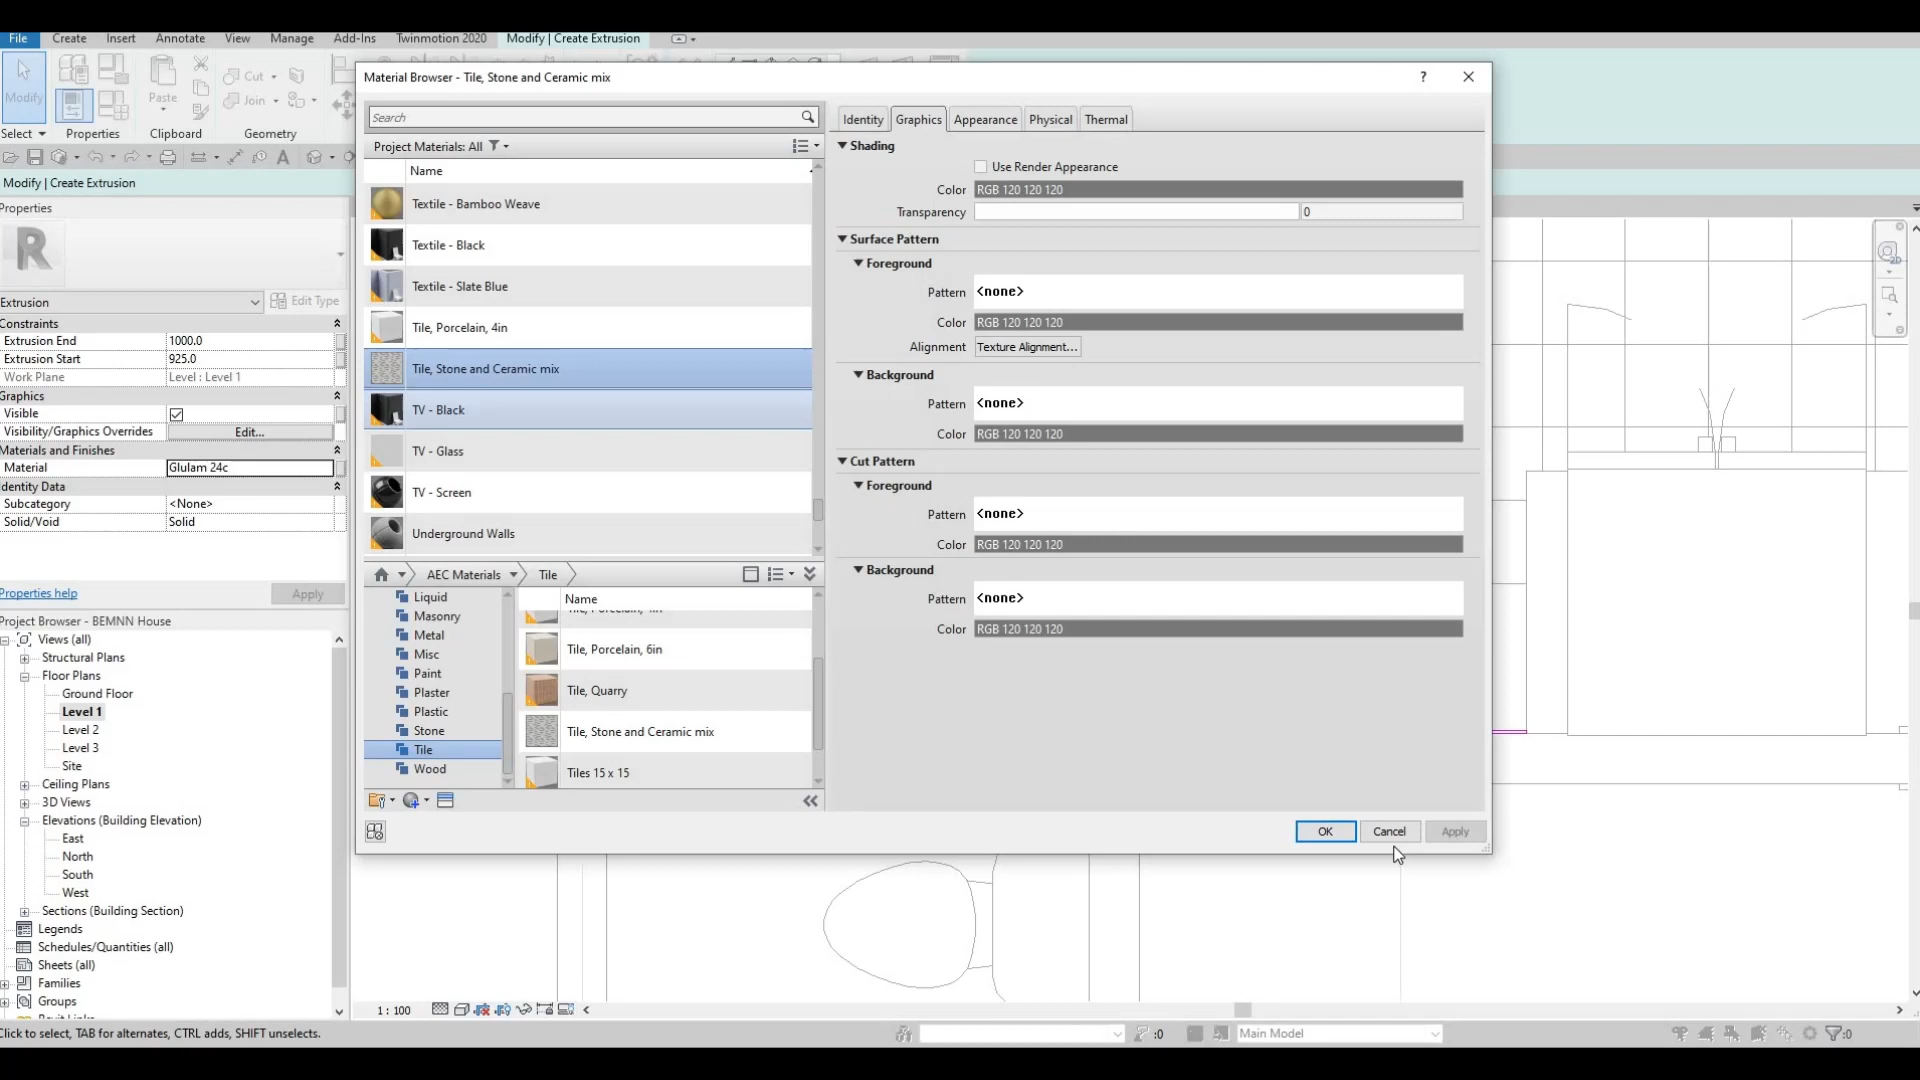 File Create Insert Annotate View Manage Add-Ins Twinmotion 2020 Modify | Create Extrusion
Modify
Cut
Join
Paste
Select Properties Clipboard Geometry
Modify | Create Extrusion
Properties
R
Extrusion Edit Type
Constraints
Extrusion End 1000.0
Extrusion Start 925.0
Work Plane Level : Level 1
Graphics
Visible
Visibility/Graphics Overrides Edit...
Materials and Finishes
Material Glulam 24c
Identity Data
Subcategory <None>
Solid/Void Solid
Properties help Apply
Project Browser - BEMNN House
Views (all)
Structural Plans
Floor Plans
Ground Floor
Level 1
Level 2
Level 3
Site
Ceiling Plans
3D Views
Elevations (Building Elevation)
East
North
South
West
Sections (Building Section)
Legends
Schedules/Quantities (all)
Sheets (all)
Families
Groups
Revit Links
Material Browser - Tile, Stone and Ceramic mix
?
Search
Project Materials: All
Name
Textile - Bamboo Weave
Textile - Black
Textile - Slate Blue
Tile, Porcelain, 4in
Tile, Stone and Ceramic mix
TV - Black
TV - Glass
TV - Screen
Underground Walls
AEC Materials Tile
Liquid
Masonry
Metal
Misc
Paint
Plaster
Plastic
Stone
Tile
Wood
Name
Tile, Porcelain, 4in
Tile, Porcelain, 6in
Tile, Quarry
Tile, Stone and Ceramic mix
Tiles 15 x 15
Identity Graphics Appearance Physical Thermal
Shading
Use Render Appearance
Color RGB 120 120 120
Transparency 0
Surface Pattern
Foreground
Pattern <none>
Color RGB 120 120 120
Alignment Texture Alignment...
Background
Pattern <none>
Color RGB 120 120 120
Cut Pattern
Foreground
Pattern <none>
Color RGB 120 120 120
Background
Pattern <none>
Color RGB 120 120 120
OK Cancel Apply
2D
1 : 100
Click to select, TAB for alternates, CTRL adds, SHIFT unselects.
:0
Main Model
:0